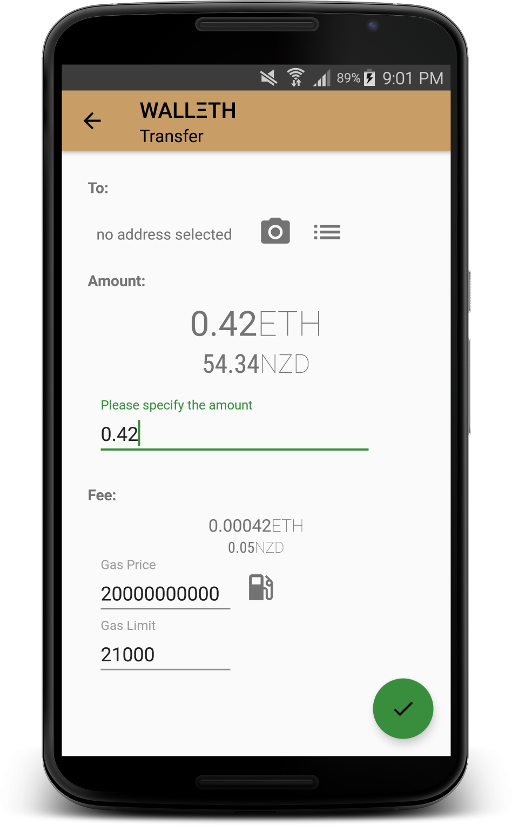 89% 9:01 PM
WALLΞTH
Transfer
To:
no address selected
Amount:
0.42ETH
54.34NZD
Please specify the amount
0.42
Fee:
0.00042ETH
0.05NZD
Gas Price
20000000000
Gas Limit
21000